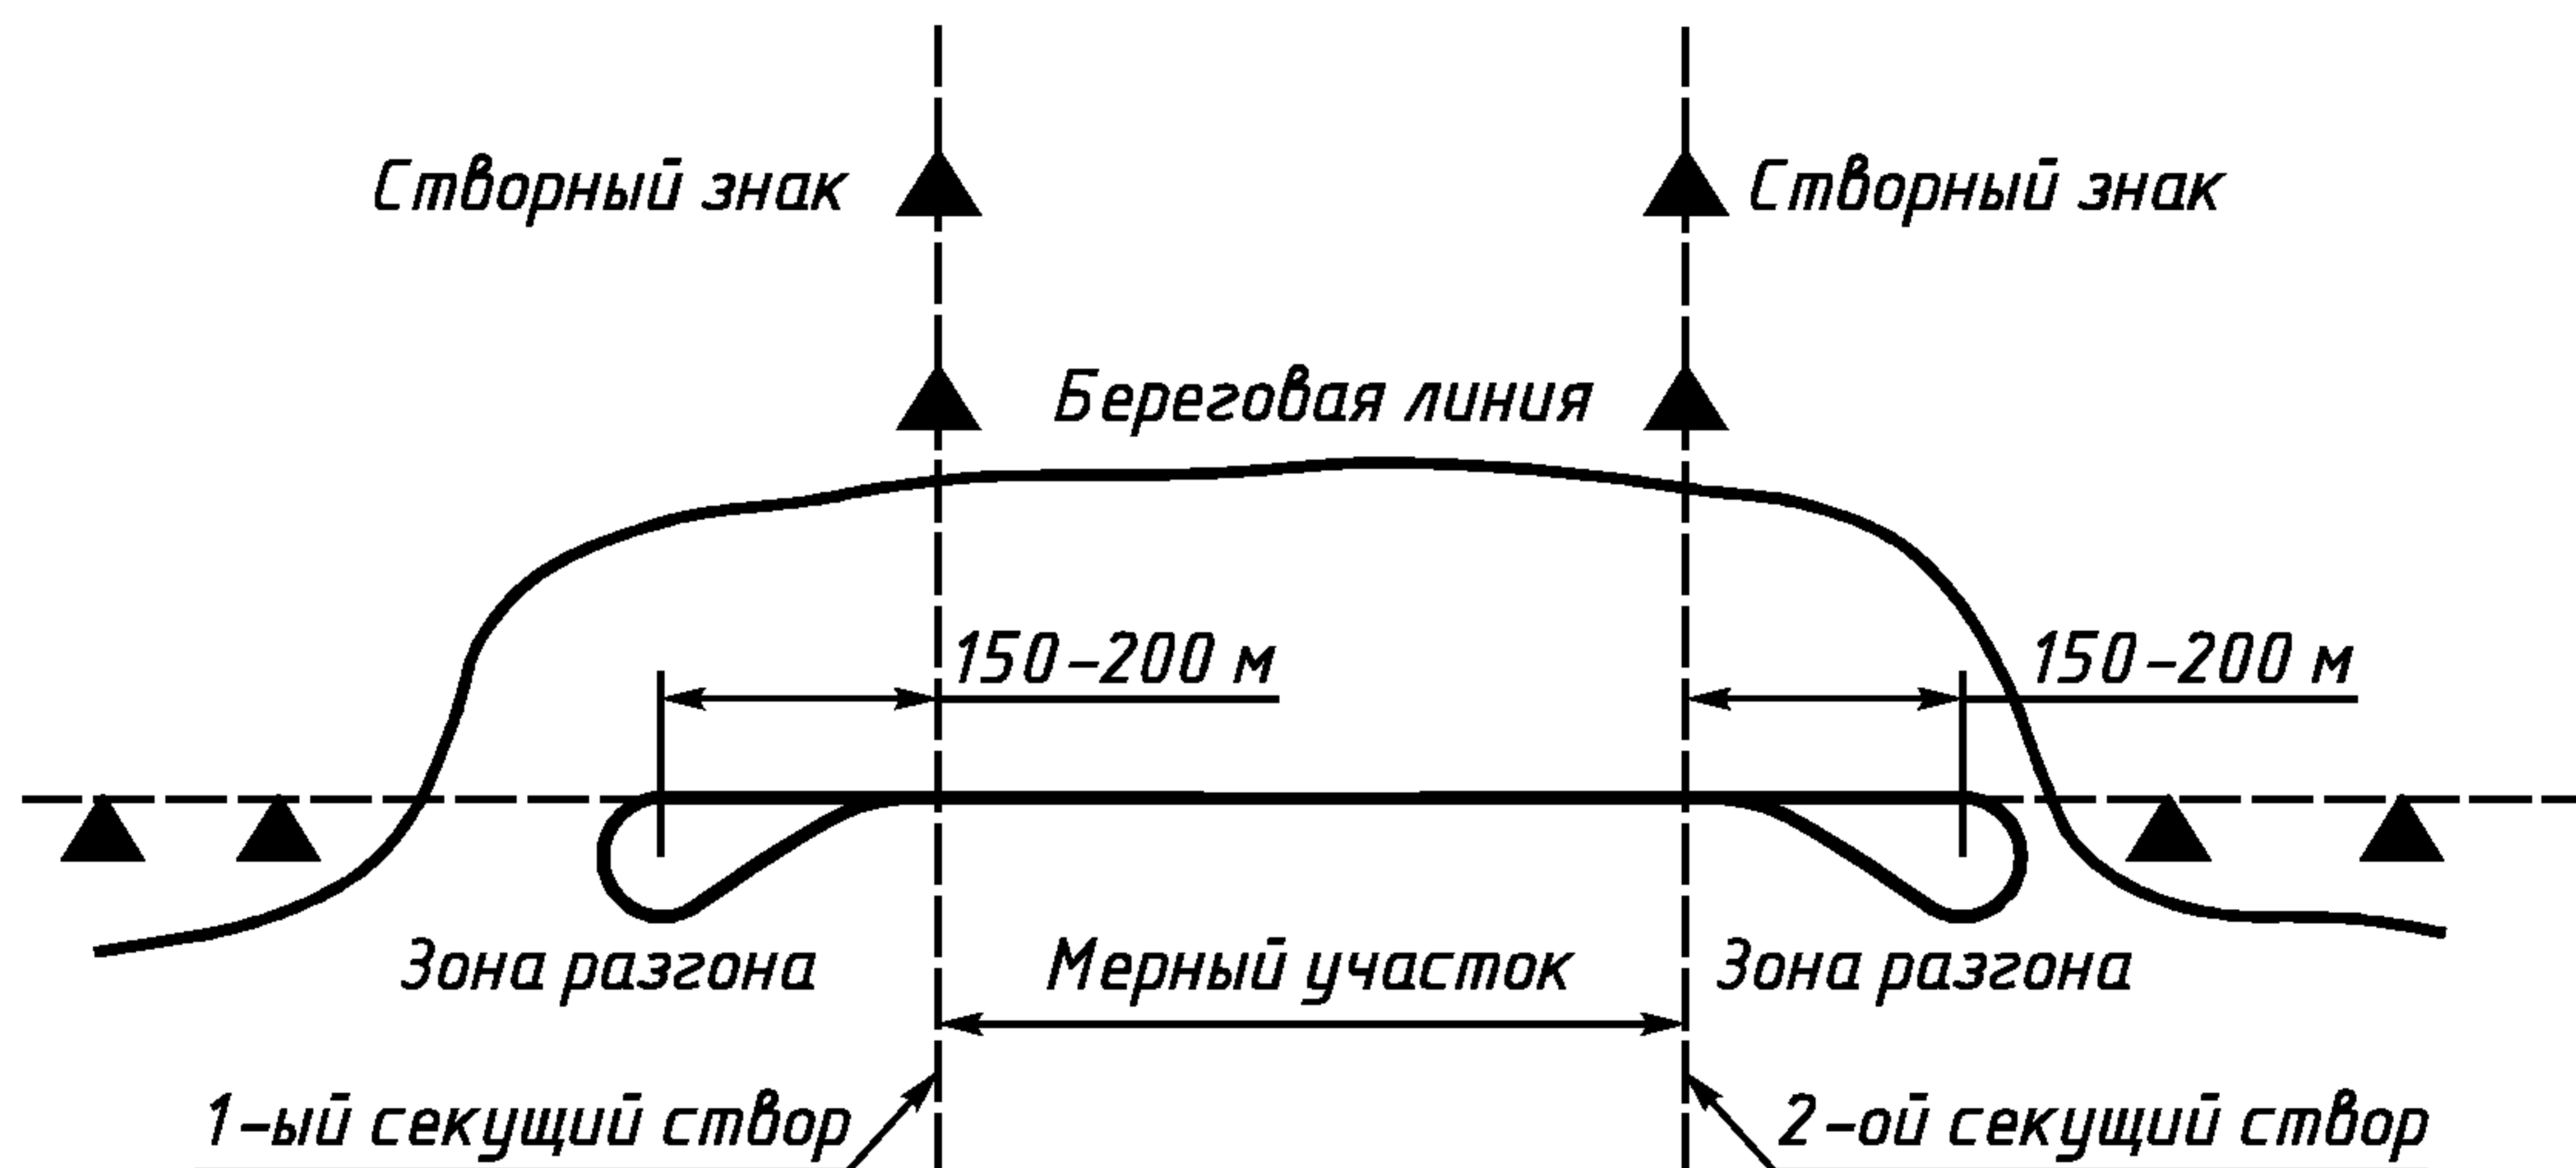 Створный знак
Створный знак
Береговая линия
150-200 м
150-200 м
Зона разгона
Мерный участок
Зона разгона
1-ый секущий створ
2-ой секущий створ